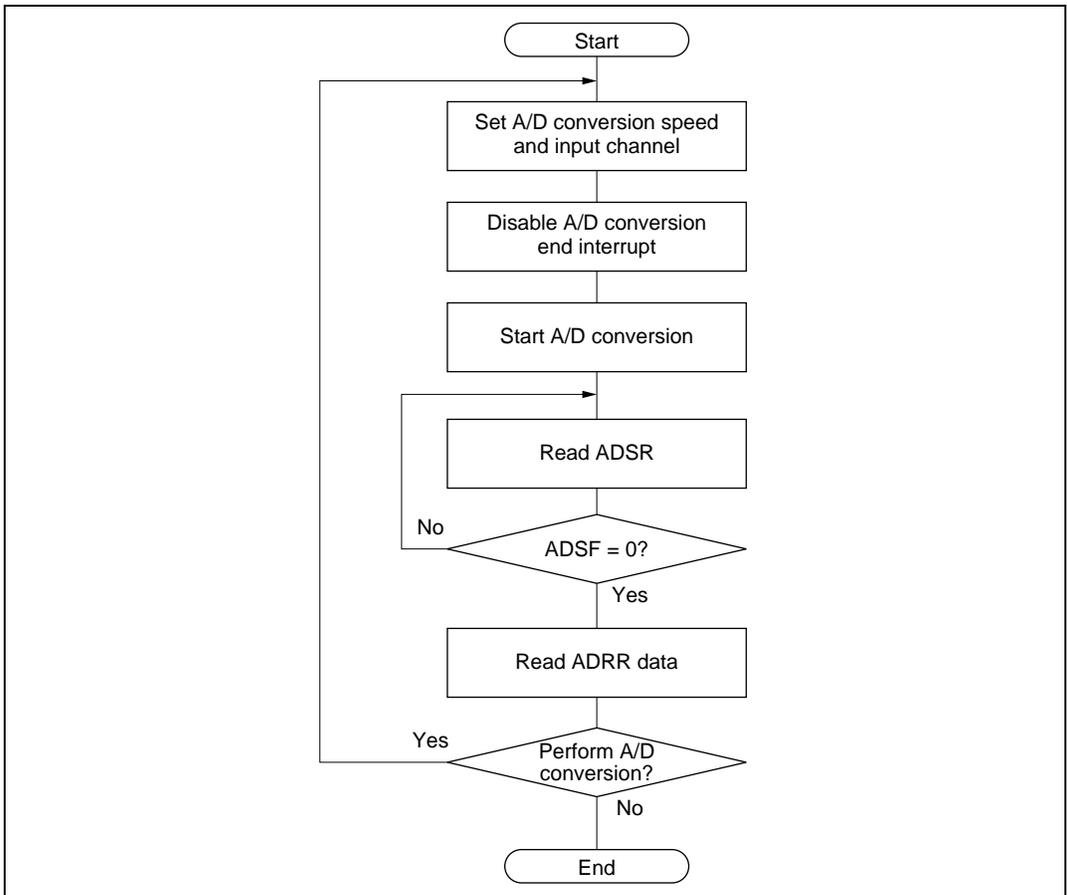 Start
Set A/D conversion speed
and input channel
Disable A/D conversion
end interrupt
Start A/D conversion
Read ADSR
No
ADSF = 0?
Yes
Read ADRR data
Yes
Perform A/D
conversion?
No
End